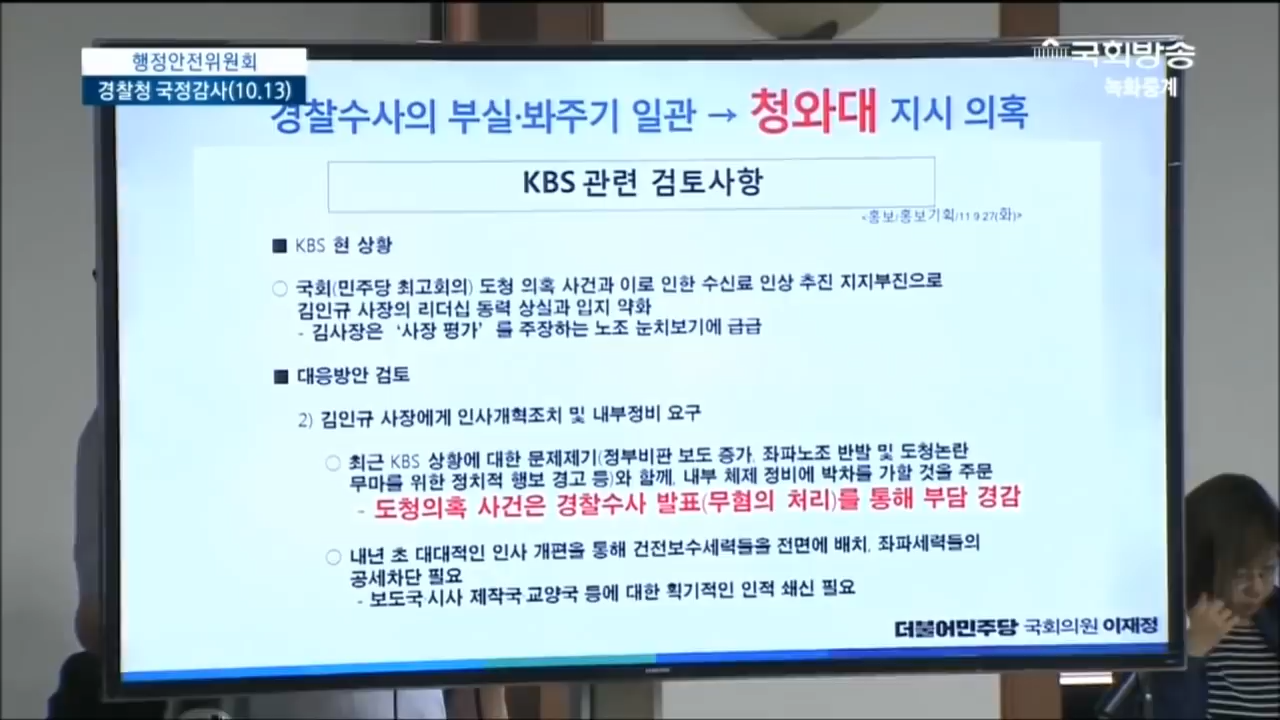 행정안전위원회
경찰청 국정감사(10.13)
국회방송
녹화중계
경찰수사의 부실·봐주기 일관 → 청와대 지시 의혹
KBS 관련 검토사항
<홍보/홍보기획/11 9 27(화)>
■ KBS 현 상황
○ 국회(민주당 최고회의) 도청 의혹 사건과 이로 인한 수신료 인상 추진 지지부진으로
김인규 사장의 리더십 동력 상실과 입지 약화
- 김사장은 ‘사장 평가’를 주장하는 노조 눈치보기에 급급
■ 대응방안 검토
2) 김인규 사장에게 인사개혁조치 및 내부정비 요구
○ 최근 KBS 상황에 대한 문제제기(정부비판 보도 증가, 좌파노조 반발 및 도청논란
무마를 위한 정치적 행보 경고 등)와 함께, 내부 체제 정비에 박차를 가할 것을 주문
- 도청의혹 사건은 경찰수사 발표(무혐의 처리)를 통해 부담 경감
○ 내년 초 대대적인 인사 개편을 통해 건전보수세력들을 전면에 배치, 좌파세력들의
공세차단 필요
- 보도국 시사 제작국 교양국 등에 대한 획기적인 인적 쇄신 필요
더불어민주당 국회의원 이재정
SAMSUNG